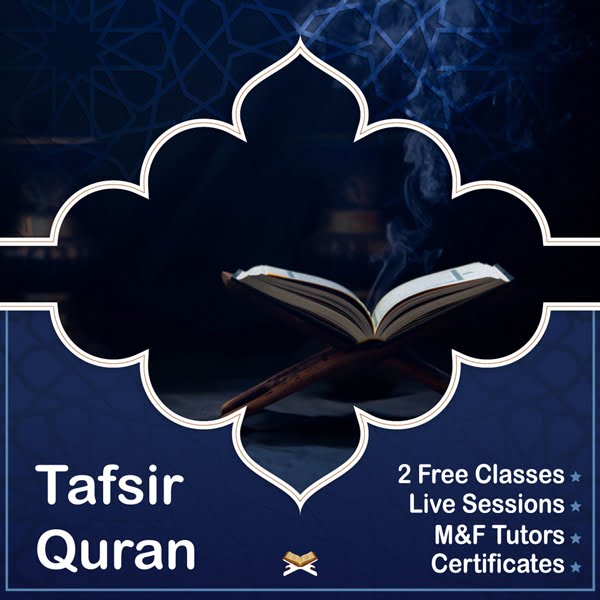 Tafsir
Quran
2 Free Classes
Live Sessions
M&F Tutors
Certificates